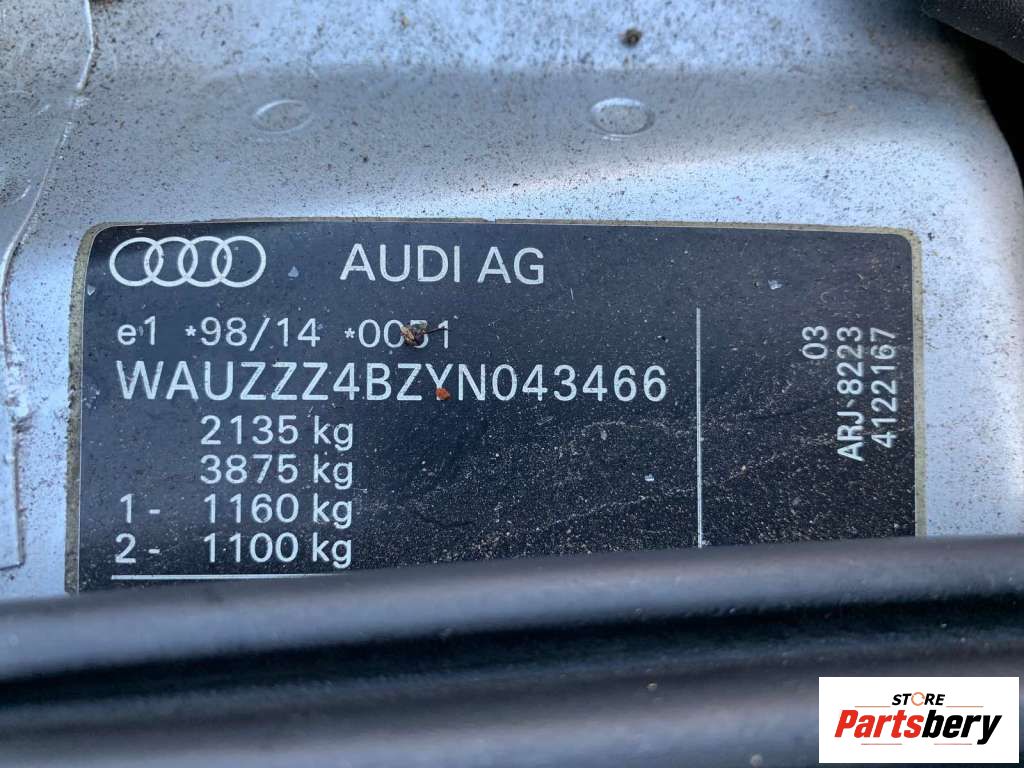 AUDI AG
e1 *98/14 *0051
WAUZZZ4BZYN043466
2135 kg
3875 kg
1- 1160 kg
2- 1100 kg
03
ARJ 8223
4122167
STORE
Partsbery